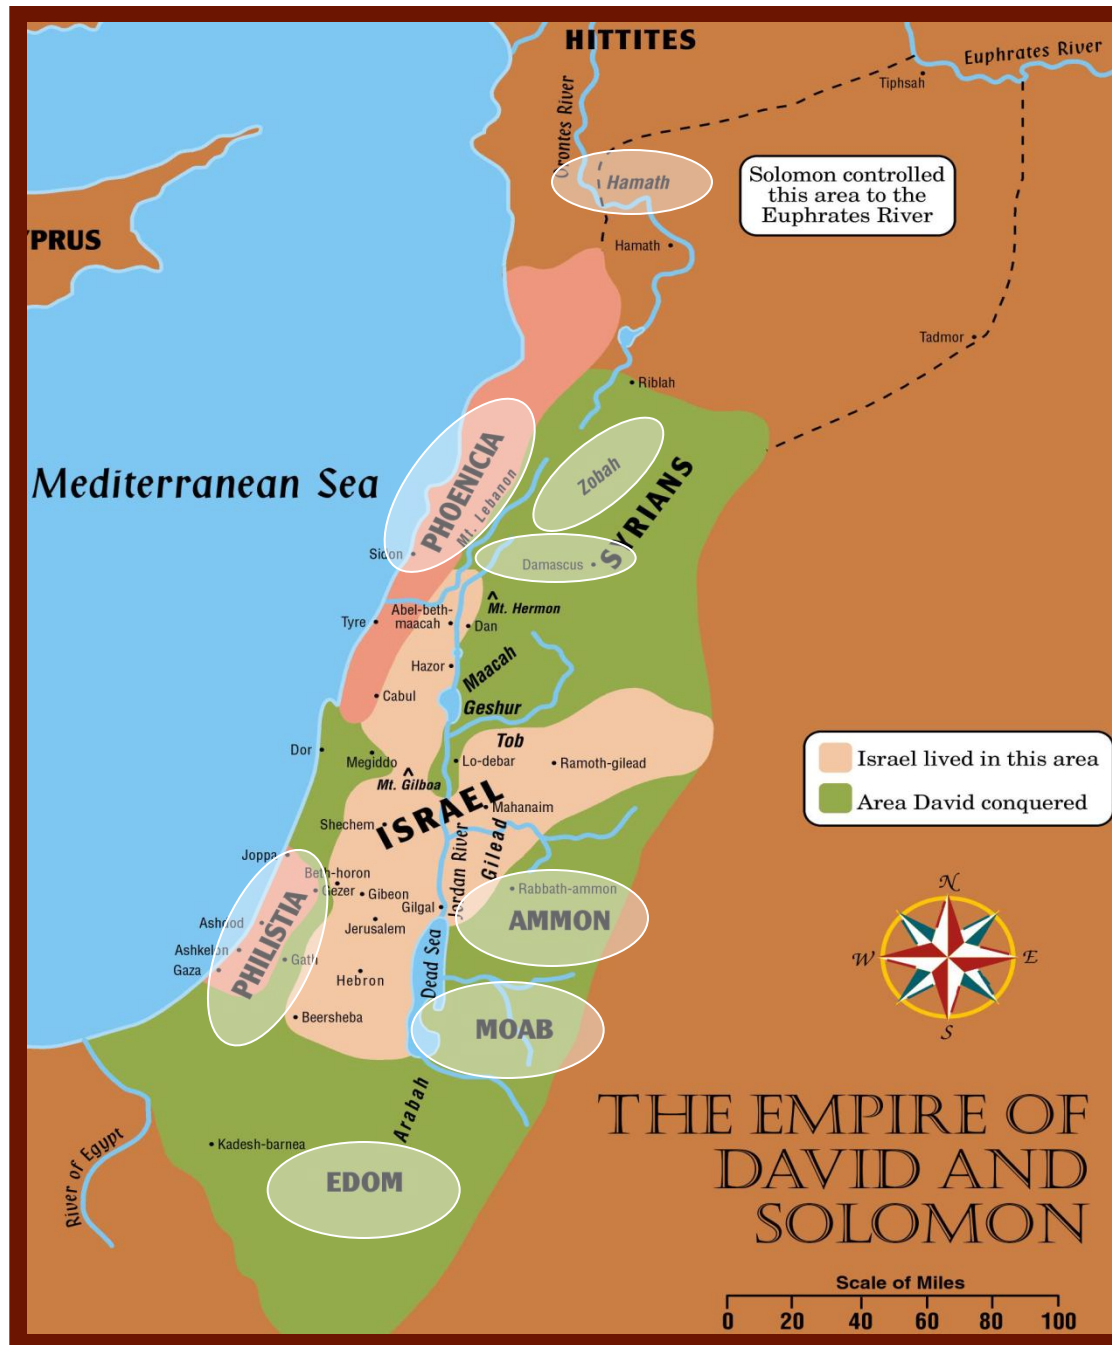 HITTITES
Euphrates River
Tiphsah
Orontes River
Hamath
Solomon controlled
this area to the
Euphrates River
YPRUS
Hamath
Tadmor
Riblah
PHOENICIA
Mt. Lebanon
Zobah
SYRIANS
Mediterranean Sea
Sidon
Damascus
Mt. Hermon
Abel-beth-
maacah
Tyre
Dan
Hazor
Maacah
Cabul
Geshur
Tob
Dor
Megiddo
Lo-debar
Ramoth-gilead
Mt. Gilboa
Israel lived in this area
Area David conquered
ISRAEL
Mahanaim
Shechem
Jordan River
Gilead
Joppa
Beth-horon
Gezer
Gibeon
Rabbath-ammon
Gilgal
AMMON
Ashdod
Jerusalem
PHILISTIA
Ashkelon
Gath
Gaza
Hebron
Dead Sea
Beersheba
MOAB
N
W
E
S
Arabah
Kadesh-barnea
River of Egypt
EDOM
THE EMPIRE OF
DAVID AND
SOLOMON
Scale of Miles
0 20 40 60 80 100